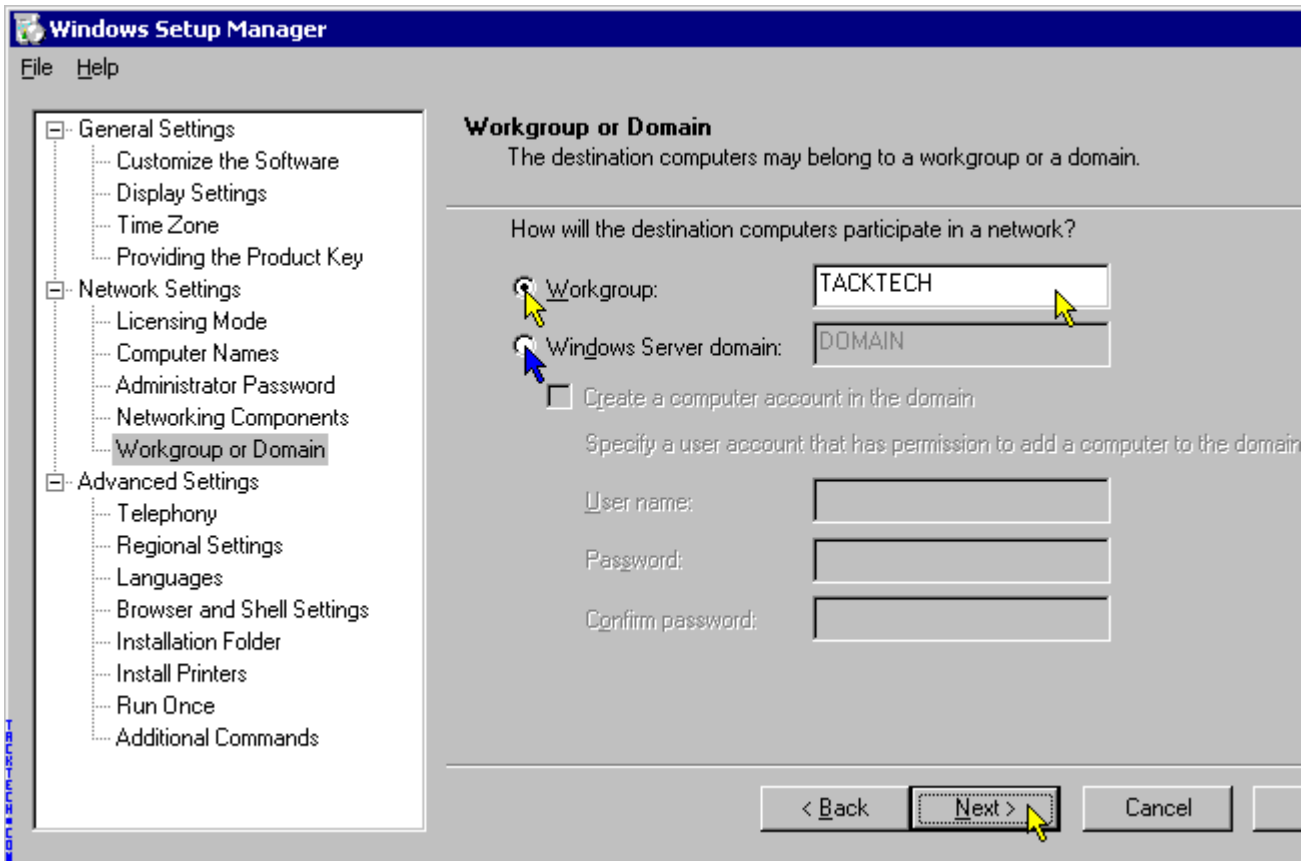 Windows Setup Manager
File Help
General Settings
Customize the Software
Display Settings
Time Zone
Providing the Product Key
Network Settings
Licensing Mode
Computer Names
Administrator Password
Networking Components
Workgroup or Domain
Advanced Settings
Telephony
Regional Settings
Languages
Browser and Shell Settings
Installation Folder
Install Printers
Run Once
Additional Commands
Workgroup or Domain
The destination computers may belong to a workgroup or a domain.
How will the destination computers participate in a network?
Workgroup: TACKTECH
Windows Server domain: DOMAIN
Create a computer account in the domain
Specify a user account that has permission to add a computer to the domain
User name:
Password:
Confirm password:
< Back Next > Cancel
TACKTECH.COM